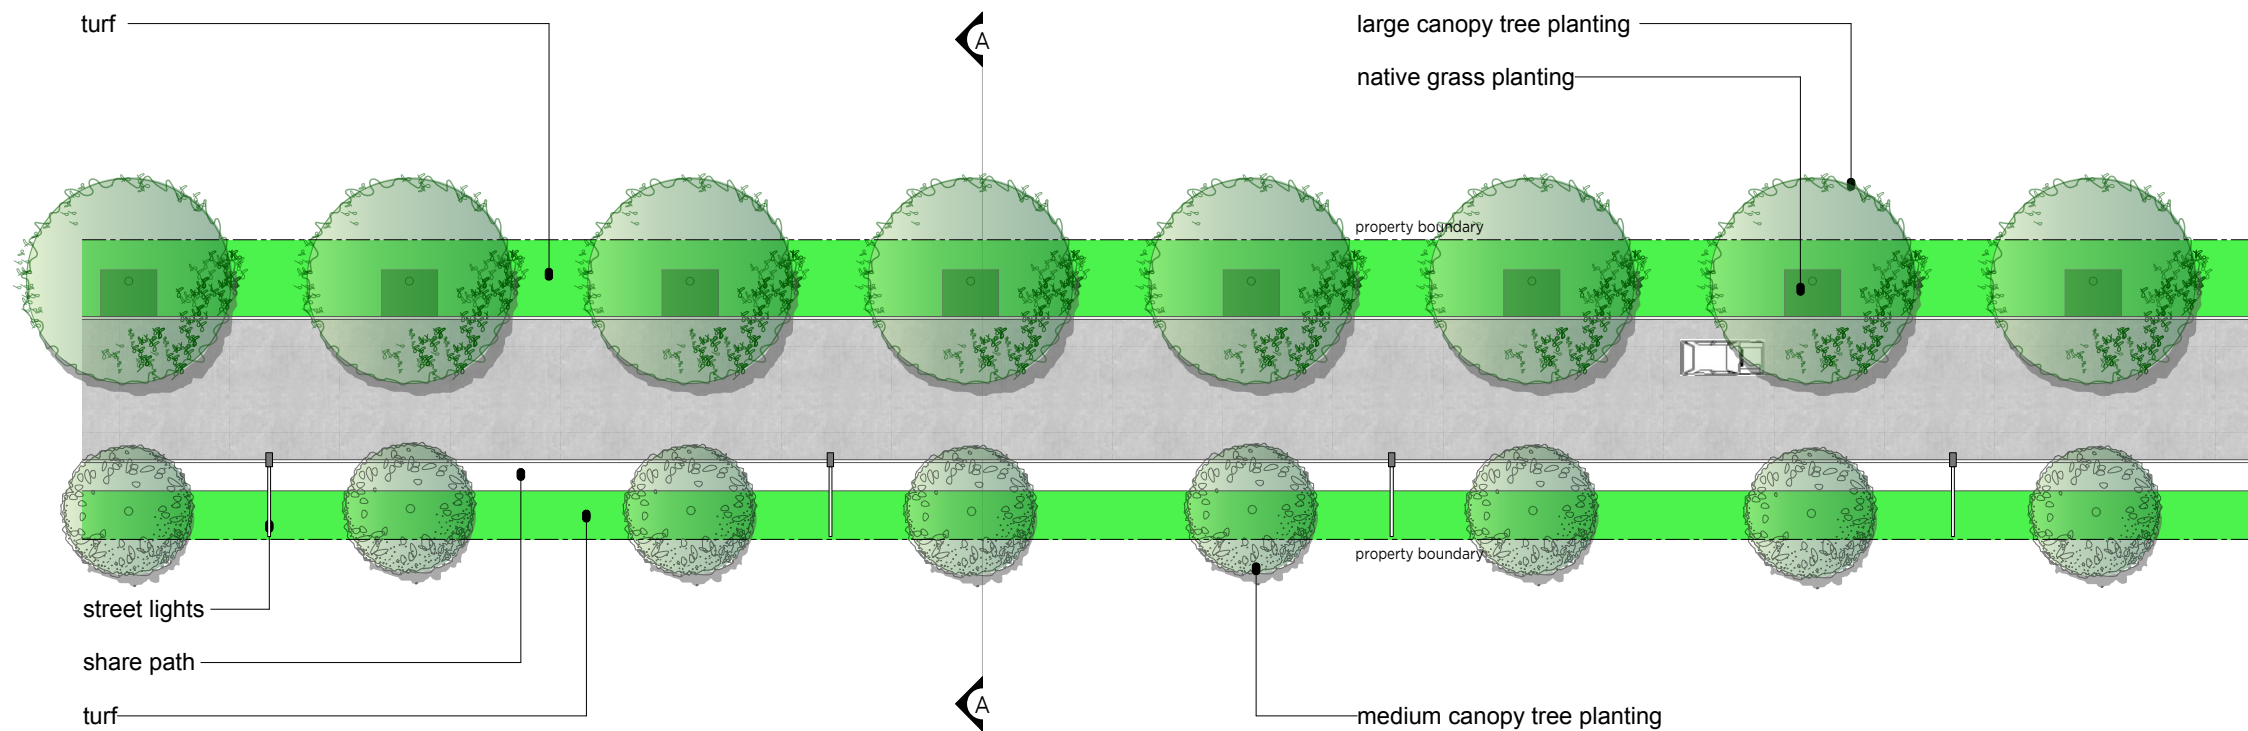 turf
A
large canopy tree planting
native grass planting
property boundary
property boundary
street lights
share path
turf
A
medium canopy tree planting